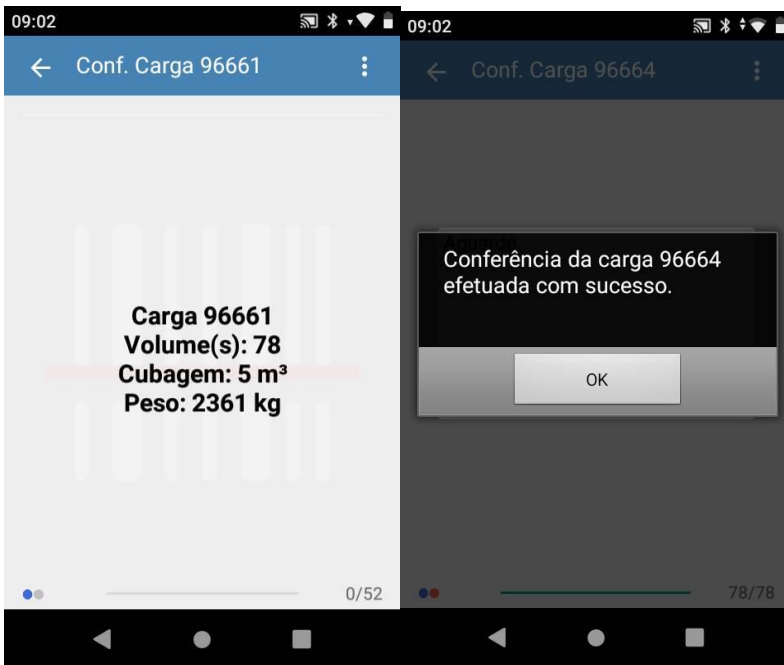 09:02
Conf. Carga 96661
Carga 96661
Volume(s): 78
Cubagem: 5 m³
Peso: 2361 kg
0/52
09:02
Conf. Carga 96664
Aguarde
Conferência da carga 96664
efetuada com sucesso.
OK
78/78